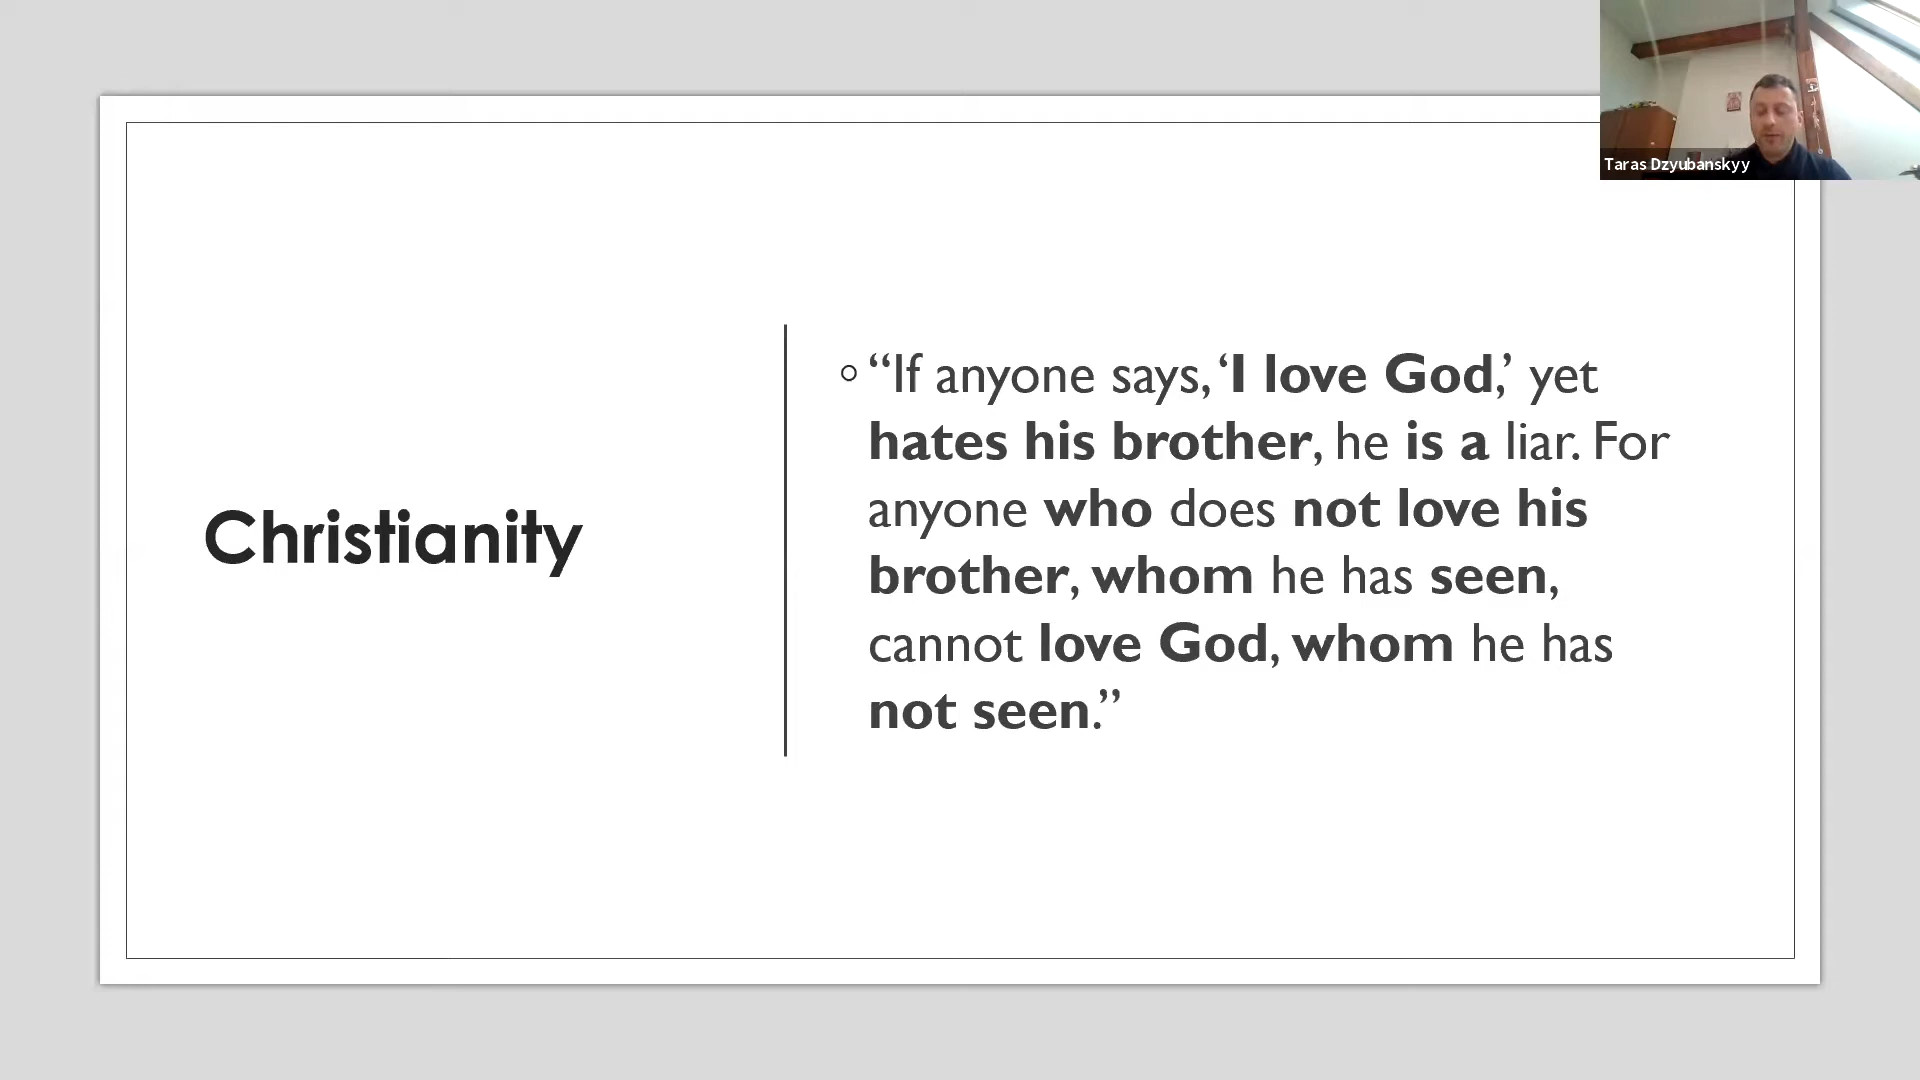 Taras Dzyubanskyy
Christianity
“If anyone says, ‘I love God,’ yet
hates his brother, he is a liar. For
anyone who does not love his
brother, whom he has seen,
cannot love God, whom he has
not seen.”